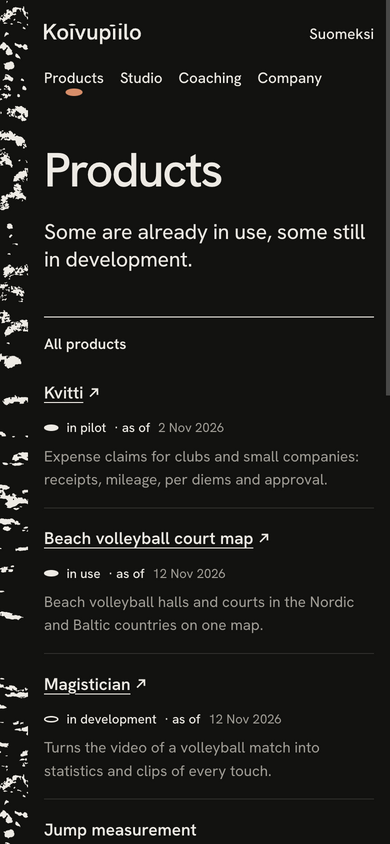 Koivupiilo
Suomeksi
Products Studio Coaching Company
Products
Some are already in use, some still
in development.
All products
Kvitti ↗
in pilot · as of 2 Nov 2026
Expense claims for clubs and small companies:
receipts, mileage, per diems and approval.
Beach volleyball court map ↗
in use · as of 12 Nov 2026
Beach volleyball halls and courts in the Nordic
and Baltic countries on one map.
Magistician ↗
in development · as of 12 Nov 2026
Turns the video of a volleyball match into
statistics and clips of every touch.
Jump measurement